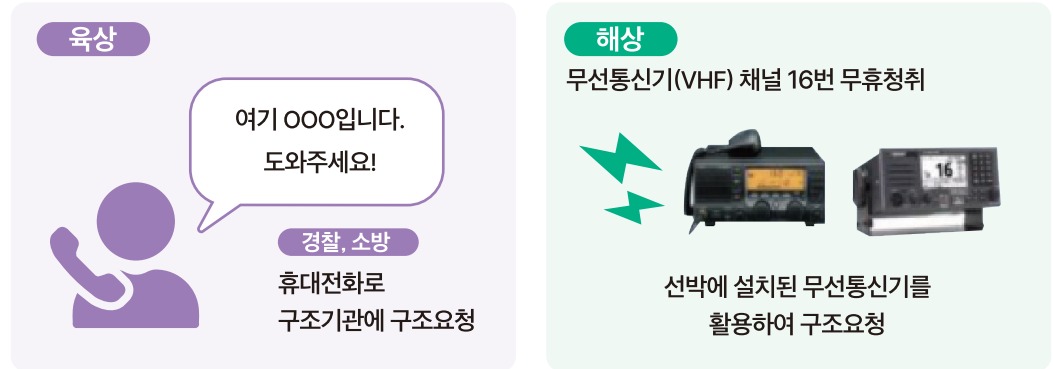 육상
여기 OOO입니다.
도와주세요!
경찰, 소방
휴대전화로
구조기관에 구조요청
해상
무선통신기(VHF) 채널 16번 무휴청취
16
선박에 설치된 무선통신기를
활용하여 구조요청